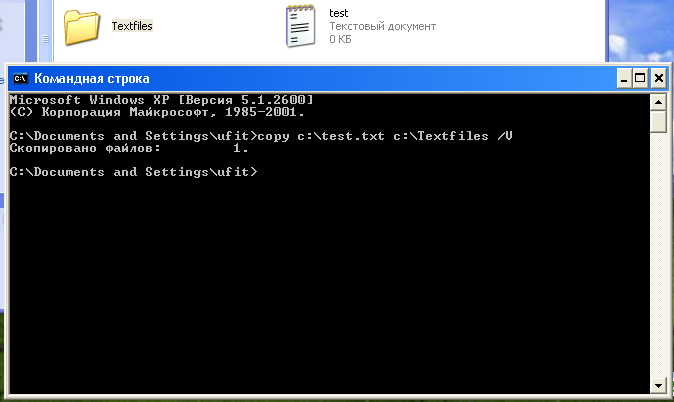 Textfiles
test
Текстовый документ
0 КБ
Командная строка
Microsoft Windows XP [Версия 5.1.2600]
(C) Корпорация Майкрософт, 1985-2001.
C:\Documents and Settings\ufit>copy c:\test.txt c:\Textfiles /V
Скопировано файлов:         1.
C:\Documents and Settings\ufit>